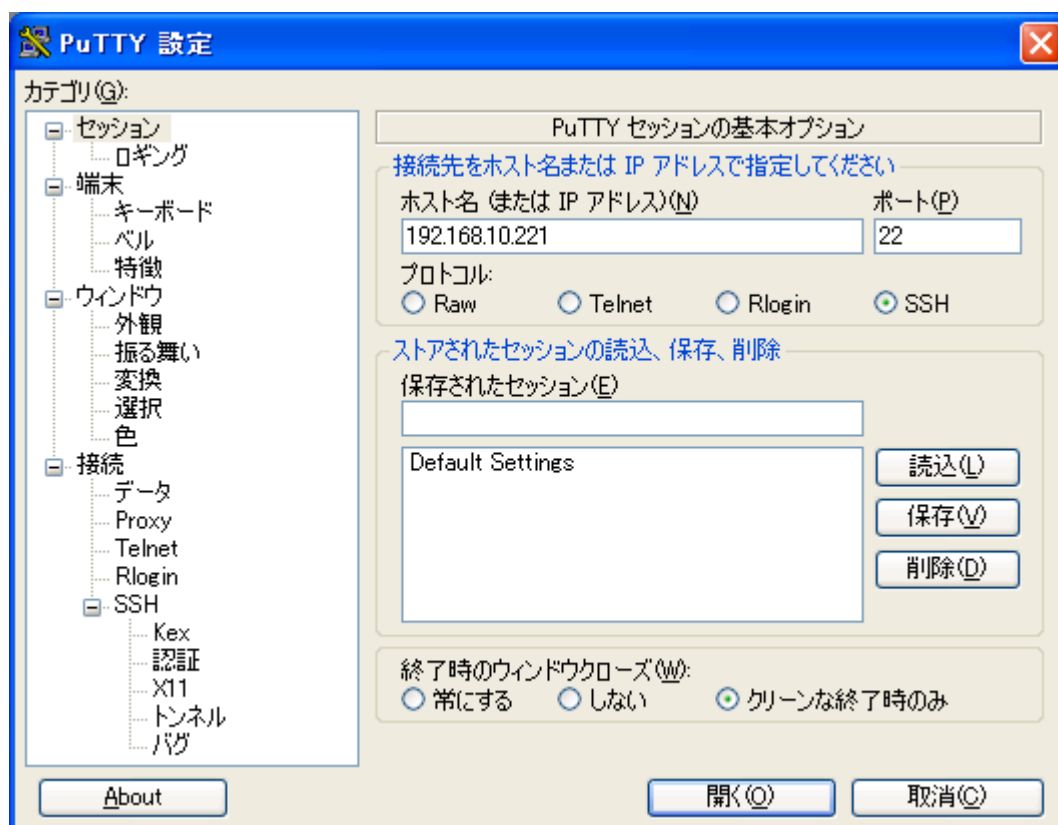 PuTTY 設定
カテゴリ(G):
セッション
ロギング
端末
キーボード
ベル
特徴
ウィンドウ
外観
振る舞い
変換
選択
色
接続
データ
Proxy
Telnet
Rlogin
SSH
Kex
認証
X11
トンネル
バグ
PuTTY セッションの基本オプション
接続先をホスト名または IP アドレスで指定してください
ホスト名 (または IP アドレス)(N) ポート(P)
192.168.10.221 22
プロトコル:
Raw Telnet Rlogin SSH
ストアされたセッションの読込、保存、削除
保存されたセッション(E)
Default Settings
読込(L)
保存(V)
削除(D)
終了時のウィンドウクローズ(W):
常にする しない クリーンな終了時のみ
About 開く(O) 取消(C)